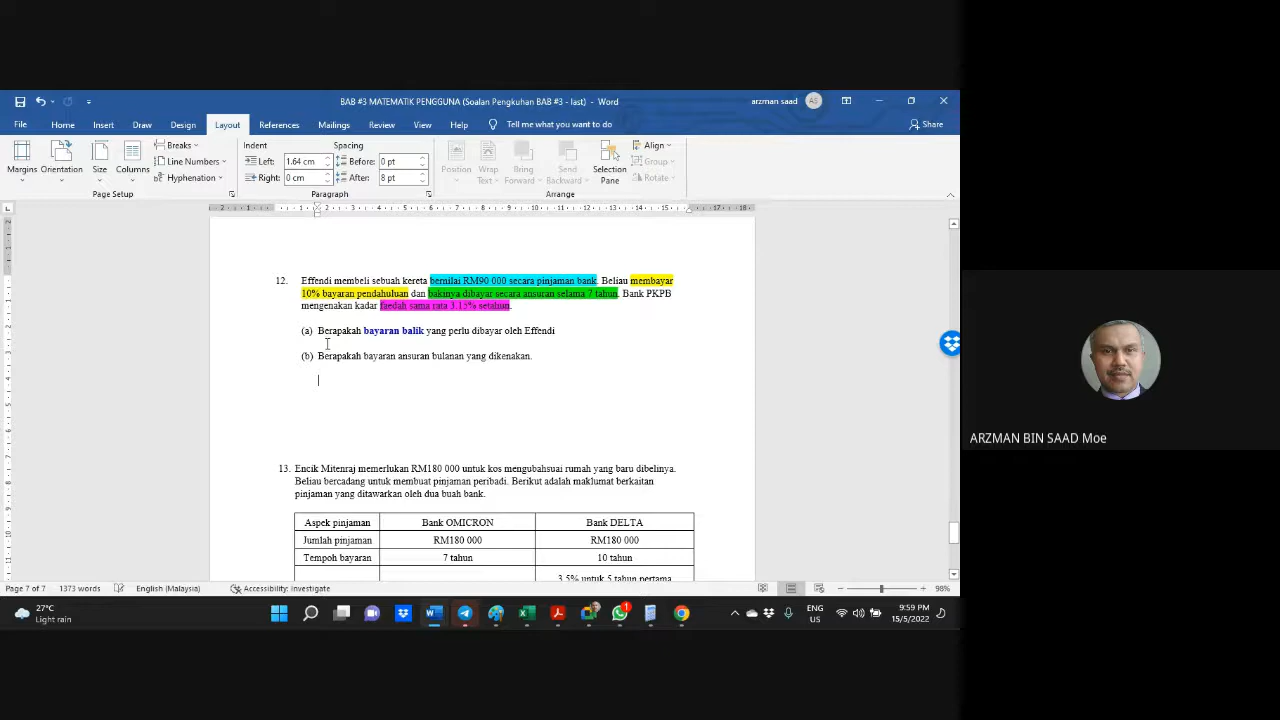 BAB #3 MATEMATIK PENGGUNA (Soalan Pengkuhan BAB #3 - last) - Word
arzman saad
AS
File Home Insert Draw Design Layout References Mailings Review View Help Tell me what you want to do
Share
Margins
Orientation
Size
Columns
Breaks
Line Numbers
Hyphenation
Page Setup
Indent
Left: 1.64 cm
Right: 0 cm
Spacing
Before: 0 pt
After: 8 pt
Paragraph
Position
Wrap Text
Bring Forward
Send Backward
Selection Pane
Align
Group
Rotate
Arrange
12. Effendi membeli sebuah kereta bernilai RM90 000 secara pinjaman bank. Beliau membayar
10% bayaran pendahuluan dan bakinya dibayar secara ansuran selama 7 tahun. Bank PKPB
mengenakan kadar faedah sama rata 3.15% setahun.
(a) Berapakah bayaran balik yang perlu dibayar oleh Effendi
(b) Berapakah bayaran ansuran bulanan yang dikenakan.
13. Encik Mitenraj memerlukan RM180 000 untuk kos mengubahsuai rumah yang baru dibelinya.
Beliau bercadang untuk membuat pinjaman peribadi. Berikut adalah maklumat berkaitan
pinjaman yang ditawarkan oleh dua buah bank.
Aspek pinjaman Bank OMICRON Bank DELTA
Jumlah pinjaman RM180 000 RM180 000
Tempoh bayaran 7 tahun 10 tahun
3.5% untuk 5 tahun pertama
ARZMAN BIN SAAD Moe
Page 7 of 7 1373 words English (Malaysia) Accessibility: Investigate 98%
27°C
Light rain
1
ENG
US
9:59 PM
15/5/2022